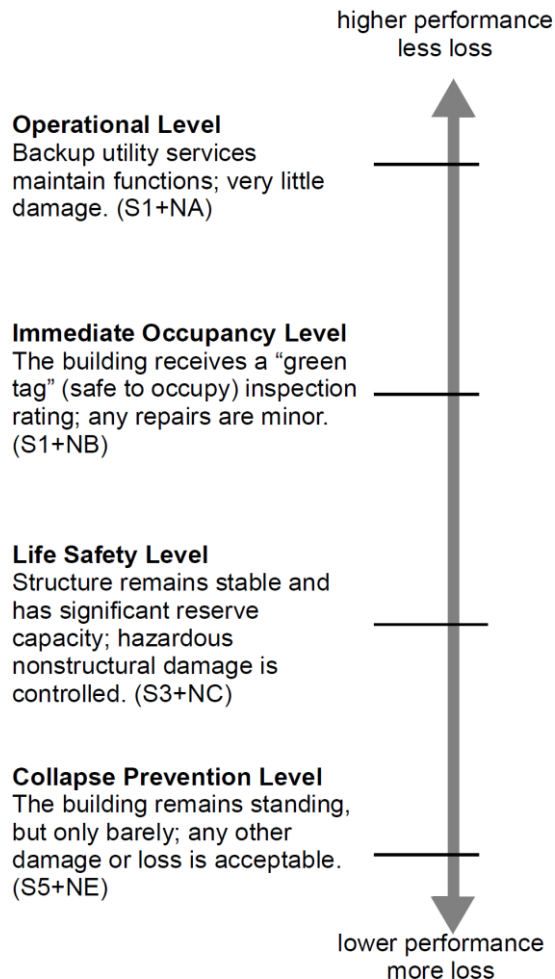 higher performance
less loss
Operational Level
Backup utility services
maintain functions; very little
damage. (S1+NA)
Immediate Occupancy Level
The building receives a “green
tag” (safe to occupy) inspection
rating; any repairs are minor.
(S1+NB)
Life Safety Level
Structure remains stable and
has significant reserve
capacity; hazardous
nonstructural damage is
controlled. (S3+NC)
Collapse Prevention Level
The building remains standing,
but only barely; any other
damage or loss is acceptable.
(S5+NE)
lower performance
more loss